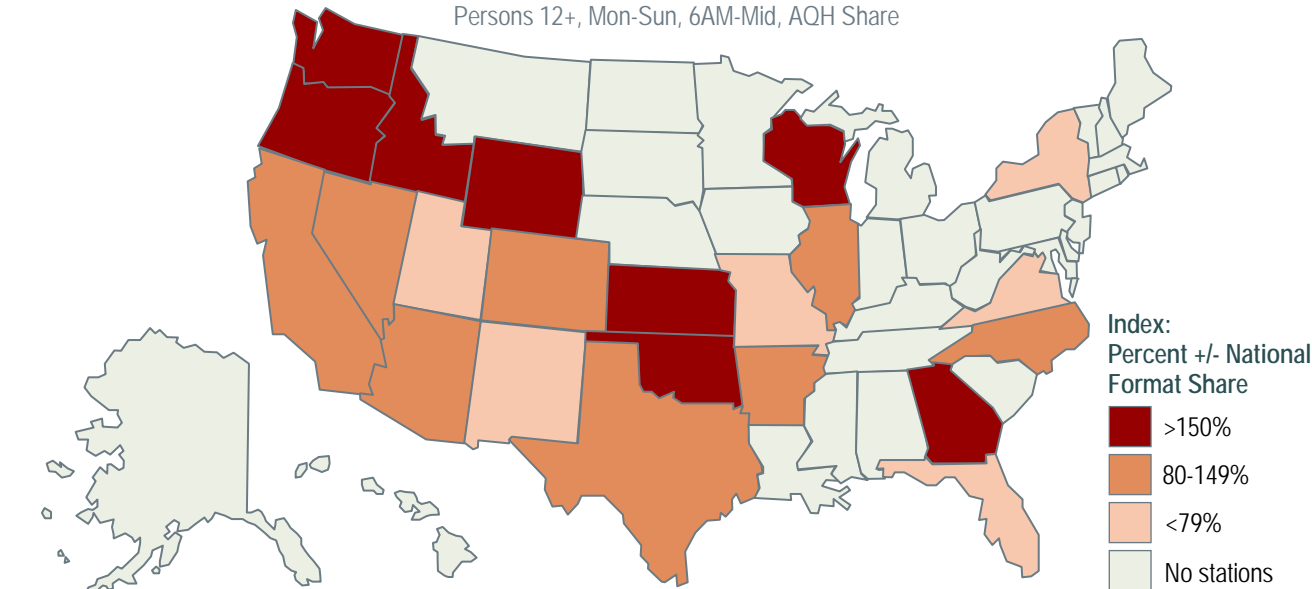 Persons 12+, Mon-Sun, 6AM-Mid, AQH Share
Index:
Percent +/- National
Format Share
>150%
80-149%
<79%
No stations